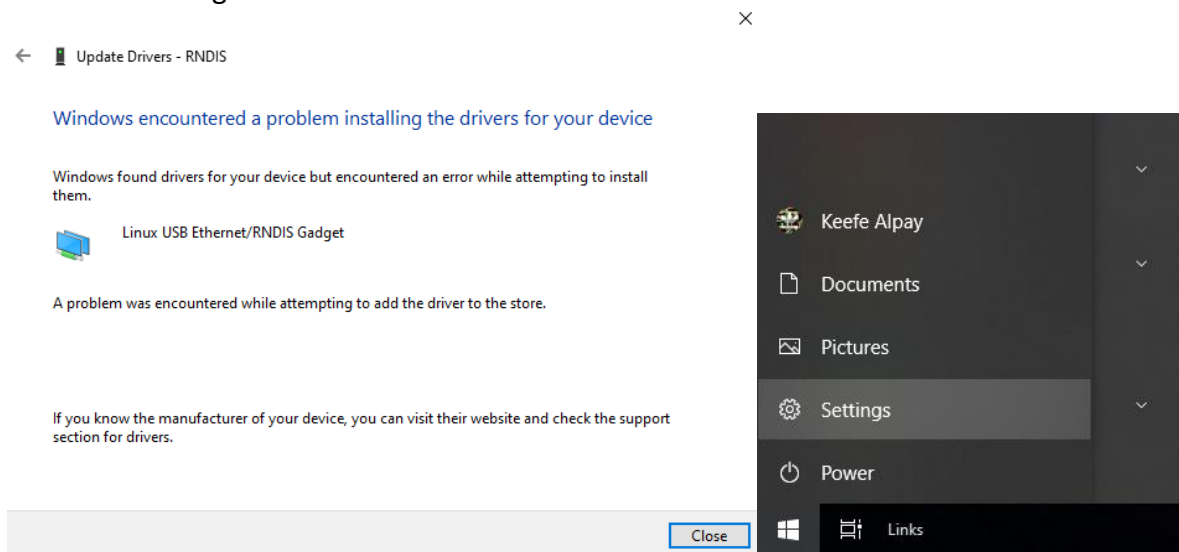 Update Drivers - RNDIS
Windows encountered a problem installing the drivers for your device
Windows found drivers for your device but encountered an error while attempting to install
them.
Linux USB Ethernet/RNDIS Gadget
A problem was encountered while attempting to add the driver to the store.
If you know the manufacturer of your device, you can visit their website and check the support
section for drivers.
Close
Keefe Alpay
Documents
Pictures
Settings
Power
Links